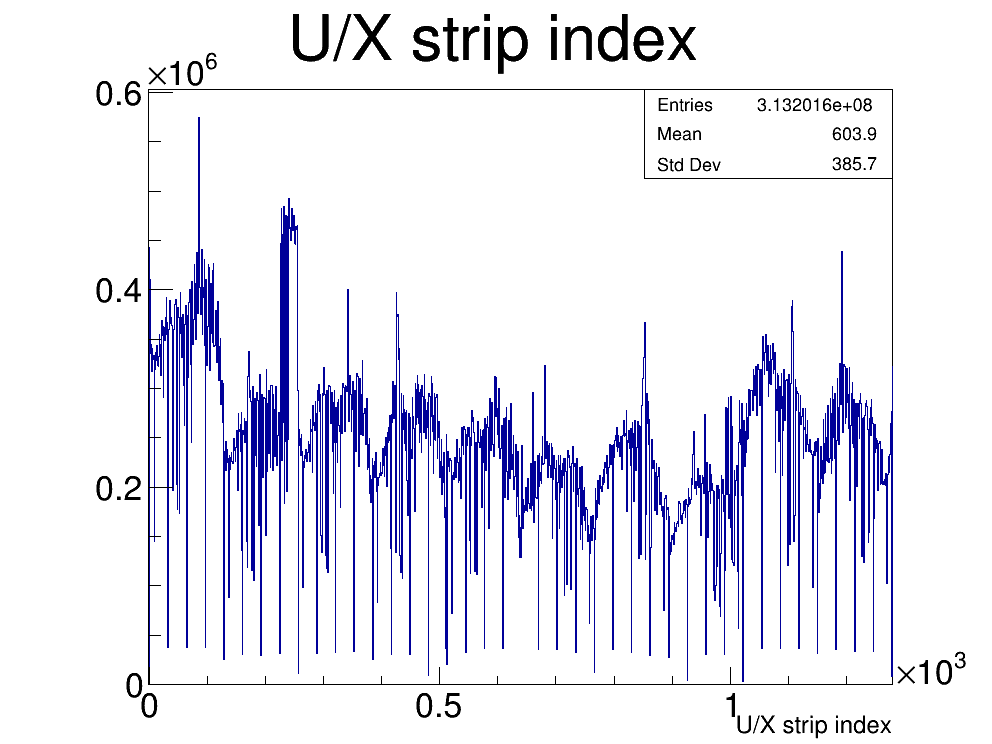 U/X strip index
×10^6
Entries 3.132016e+08
Mean 603.9
Std Dev 385.7
0.6
0.4
0.2
0
0 0.5 1
×10^3
U/X strip index